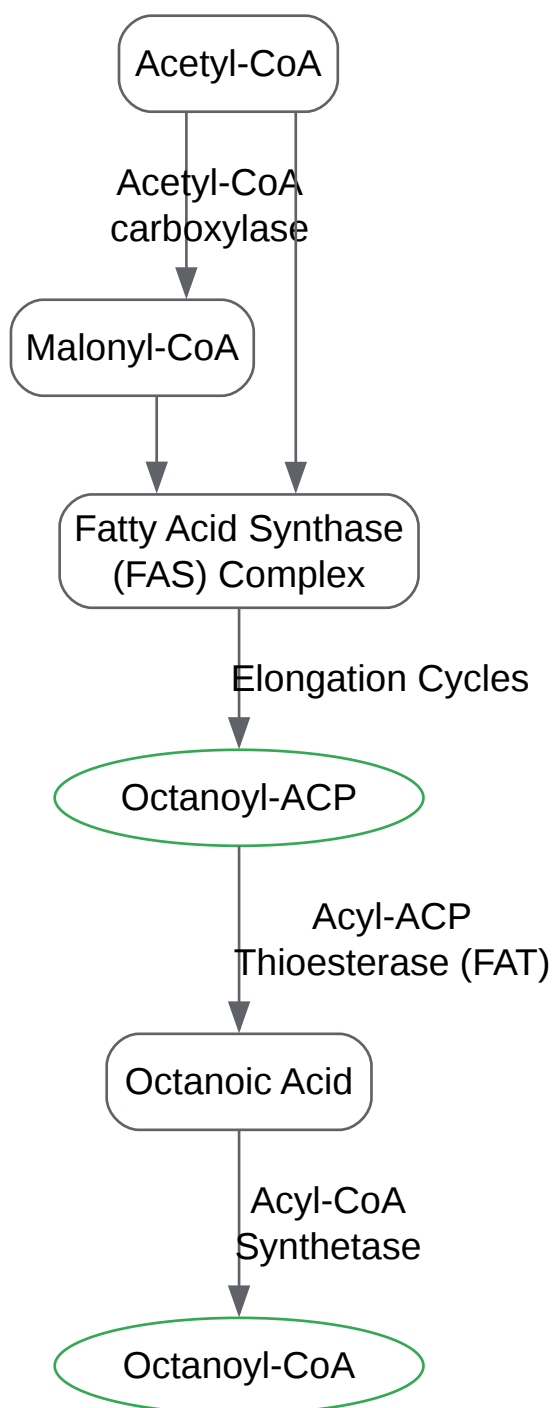 Acetyl-CoA
Acetyl-CoA
carboxylase
Malonyl-CoA
Fatty Acid Synthase
(FAS) Complex
Elongation Cycles
Octanoyl-ACP
Acyl-ACP
Thioesterase (FAT)
Octanoic Acid
Acyl-CoA
Synthetase
Octanoyl-CoA